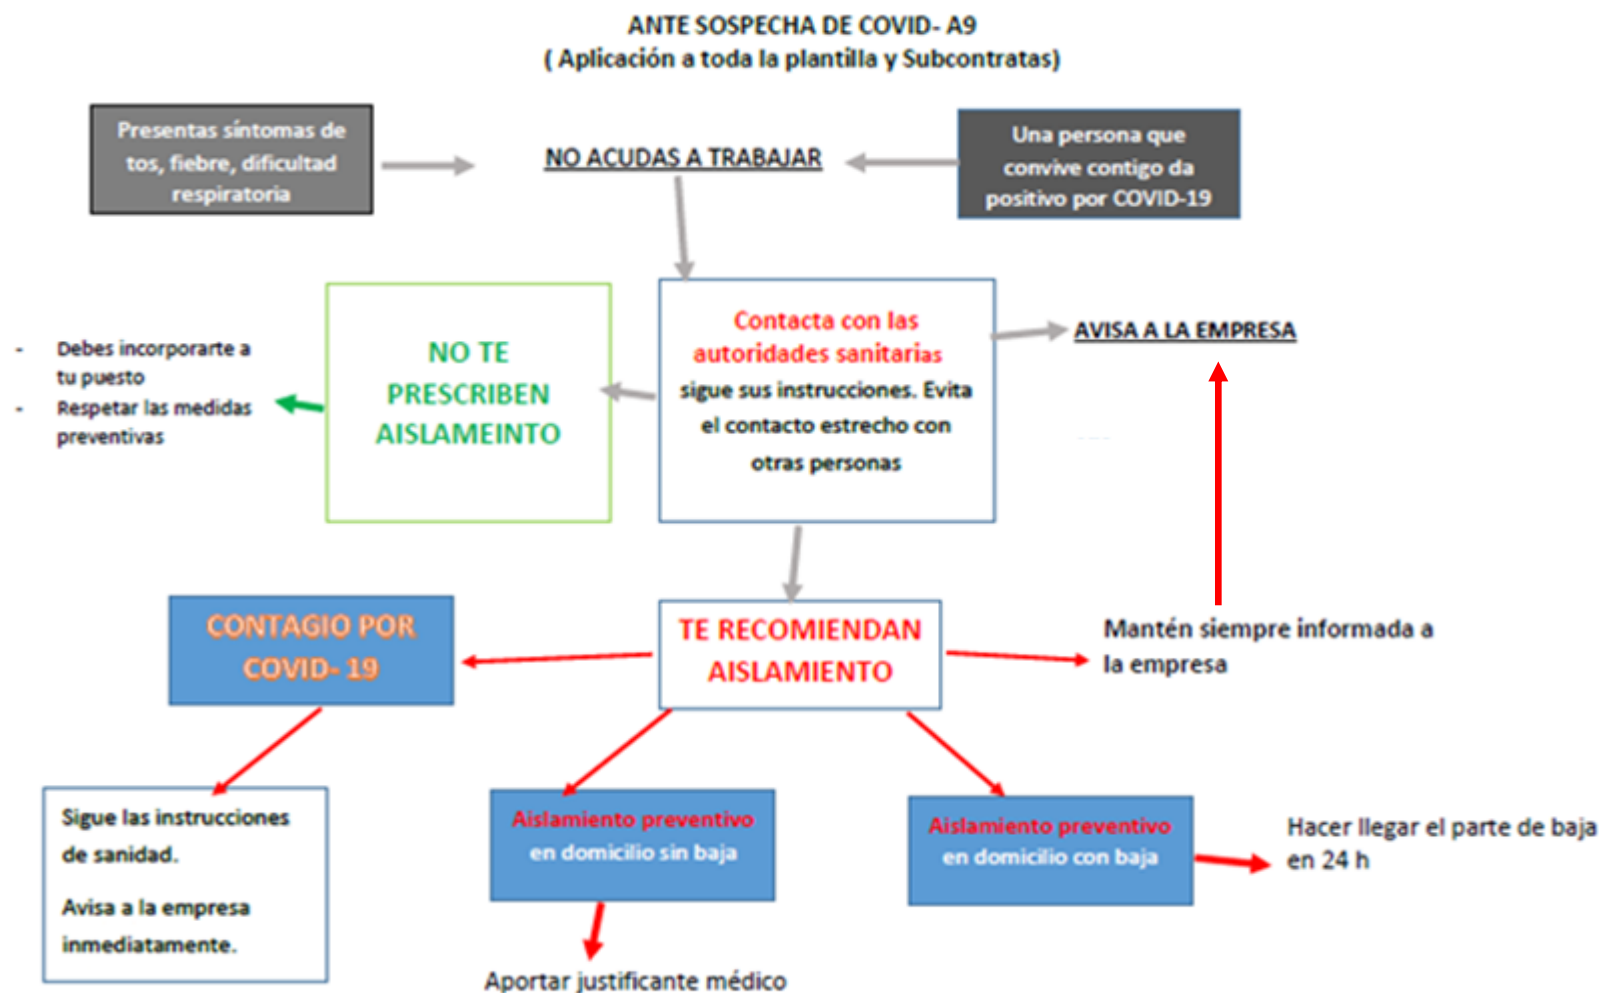 ANTE SOSPECHA DE COVID- A9
( Aplicación a toda la plantilla y Subcontratas)
Presentas síntomas de
tos, fiebre, dificultad
respiratoria
NO ACUDAS A TRABAJAR
Una persona que
convive contigo da
positivo por COVID-19
- Debes incorporarte a
tu puesto
- Respetar las medidas
preventivas
NO TE
PRESCRIBEN
AISLAMEINTO
Contacta con las
autoridades sanitarias
sigue sus instrucciones. Evita
el contacto estrecho con
otras personas
AVISA A LA EMPRESA
CONTAGIO POR
COVID- 19
TE RECOMIENDAN
AISLAMIENTO
Mantén siempre informada a
la empresa
Sigue las instrucciones
de sanidad.
Avisa a la empresa
inmediatamente.
Aislamiento preventivo
en domicilio sin baja
Aislamiento preventivo
en domicilio con baja
Hacer llegar el parte de baja
en 24 h
Aportar justificante médico